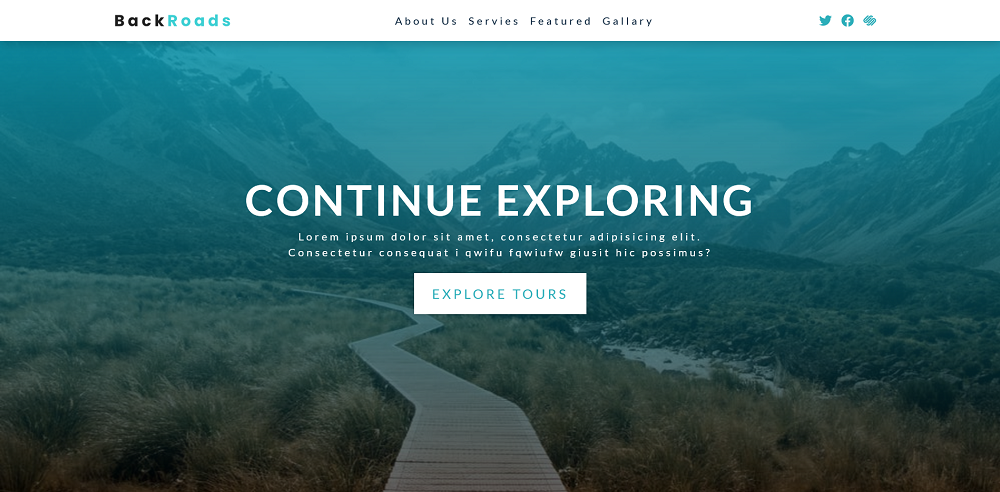 BackRoads
About Us Servies Featured Gallary
CONTINUE EXPLORING
Lorem ipsum dolor sit amet, consectetur adipisicing elit.
Consectetur consequat i qwifu fqwiufw giusit hic possimus?
EXPLORE TOURS